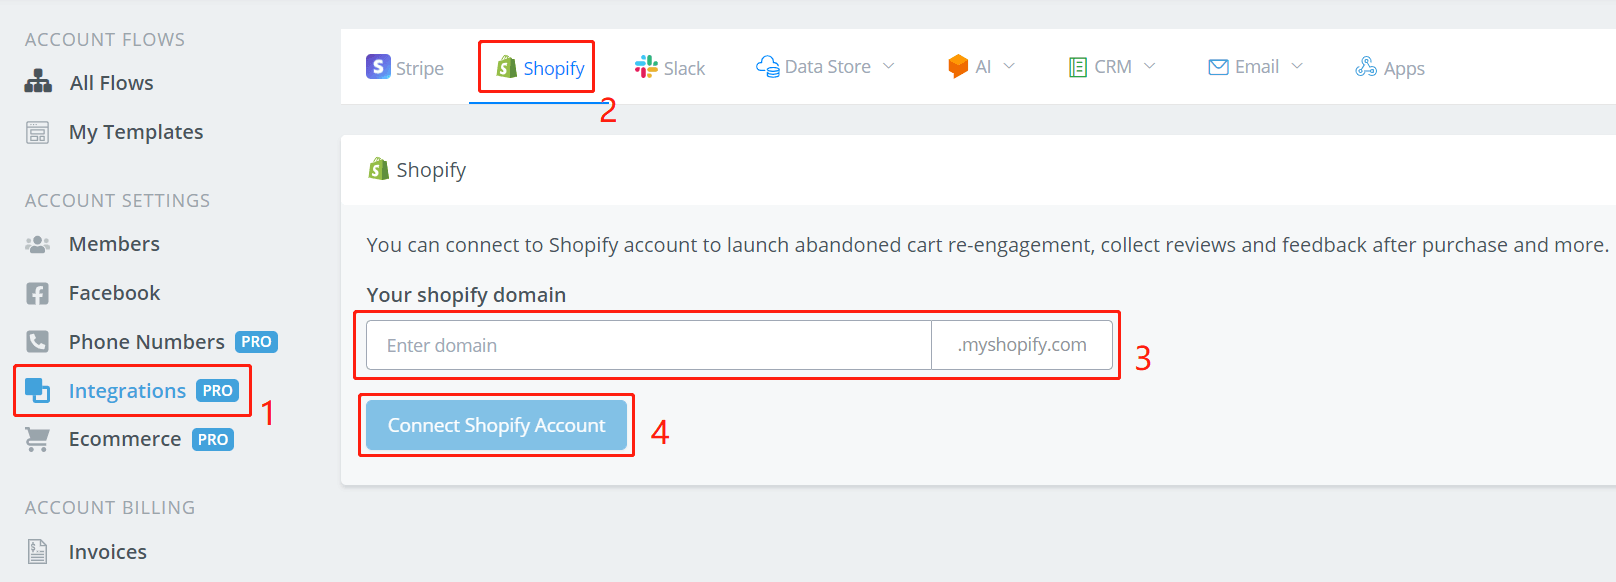 ACCOUNT FLOWS
All Flows
My Templates
ACCOUNT SETTINGS
Members
Facebook
Phone Numbers PRO
Integrations PRO
1
Ecommerce PRO
ACCOUNT BILLING
Invoices
Stripe Shopify Slack Data Store AI CRM Email Apps
2
Shopify
You can connect to Shopify account to launch abandoned cart re-engagement, collect reviews and feedback after purchase and more.
Your shopify domain
Enter domain .myshopify.com
3
Connect Shopify Account
4